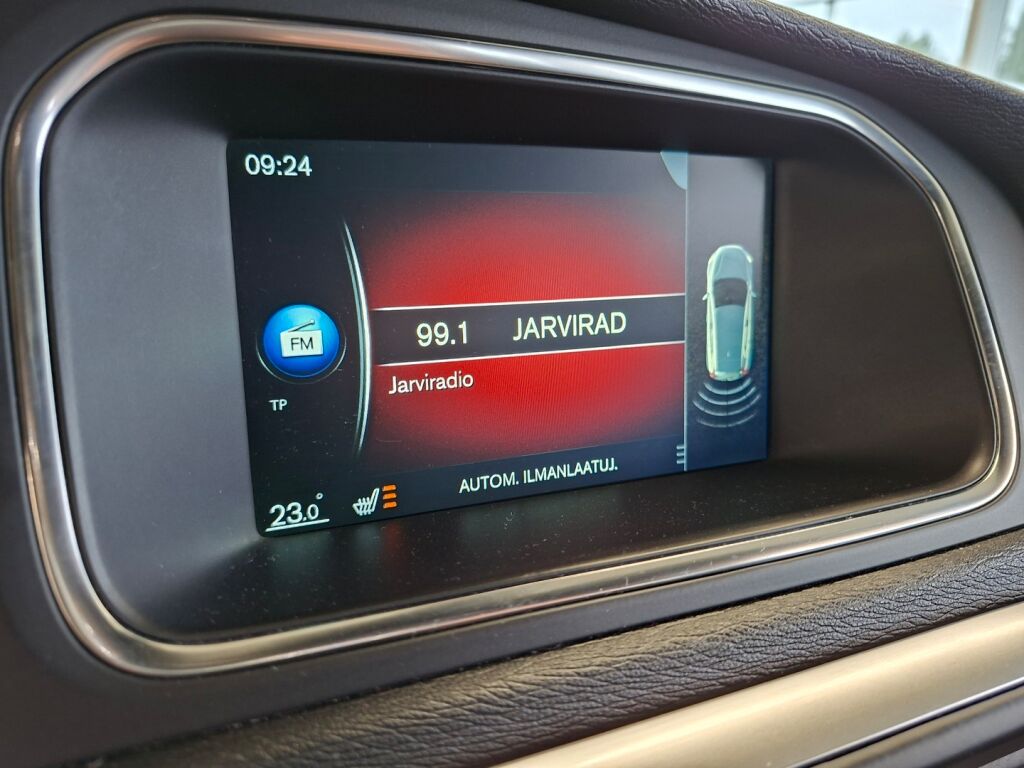 09:24
99.1 JARVIRAD
FM
Jarviradio
TP
AUTOM. ILMANLAATUJ.
23.0°